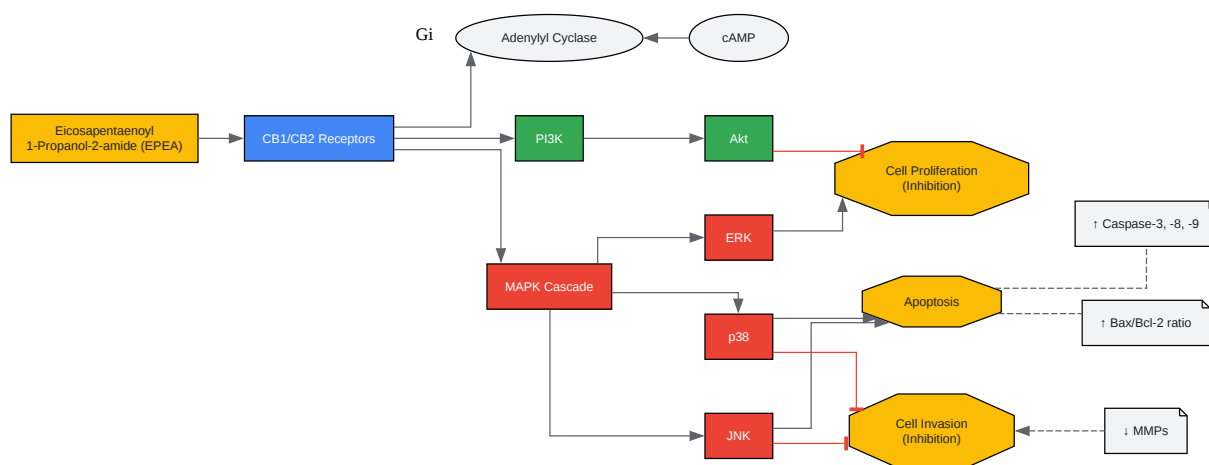 Gi
Adenylyl Cyclase
cAMP
Eicosapentaenoyl
1-Propanol-2-amide (EPEA)
CB1/CB2 Receptors
PI3K
Akt
Cell Proliferation
(Inhibition)
↑ Caspase-3, -8, -9
ERK
MAPK Cascade
Apoptosis
↑ Bax/Bcl-2 ratio
p38
Cell Invasion
(Inhibition)
↓ MMPs
JNK